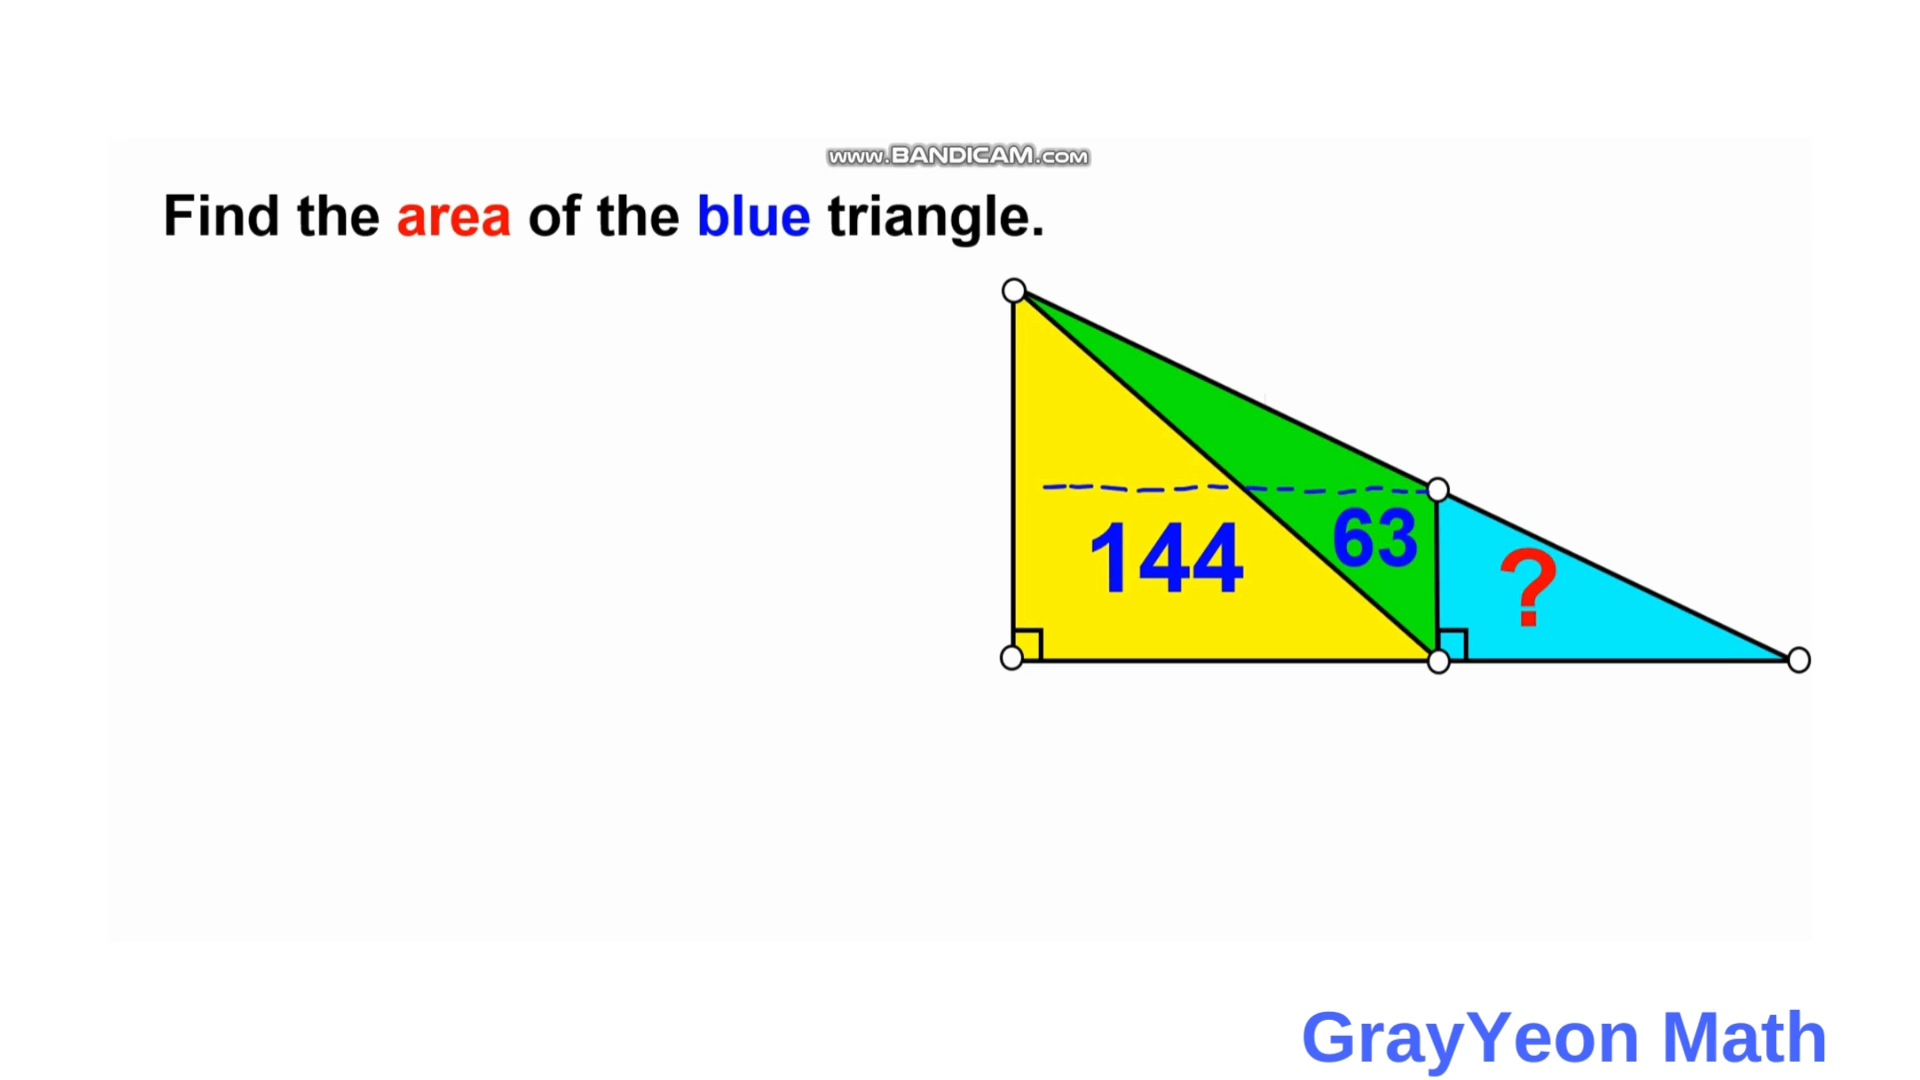 www.BANDICAM.com
Find the area of the blue triangle.
144
63
?
GrayYeon Math